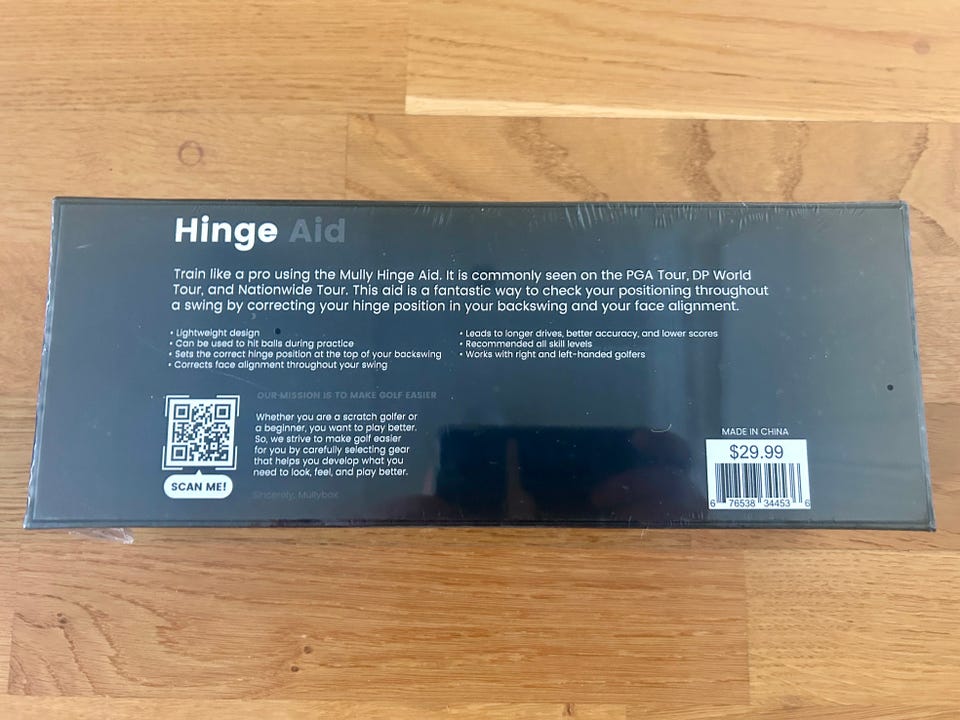 Hinge Aid
Train like a pro using the Mully Hinge Aid. It is commonly seen on the PGA Tour, DP World
Tour, and Nationwide Tour. This aid is a fantastic way to check your positioning throughout
a swing by correcting your hinge position in your backswing and your face alignment.
• Lightweight design
• Can be used to hit balls during practice
• Sets the correct hinge position at the top of your backswing
• Corrects face alignment throughout your swing
• Leads to longer drives, better accuracy, and lower scores
• Recommended all skill levels
• Works with right and left-handed golfers
OUR MISSION IS TO MAKE GOLF EASIER
Whether you are a scratch golfer or
a beginner, you want to play better.
So, we strive to make golf easier
for you by carefully selecting gear
that helps you develop what you
need to look, feel, and play better.
Sincerely, Mullybox
SCAN ME!
MADE IN CHINA
$29.99
6 76538 34453 6